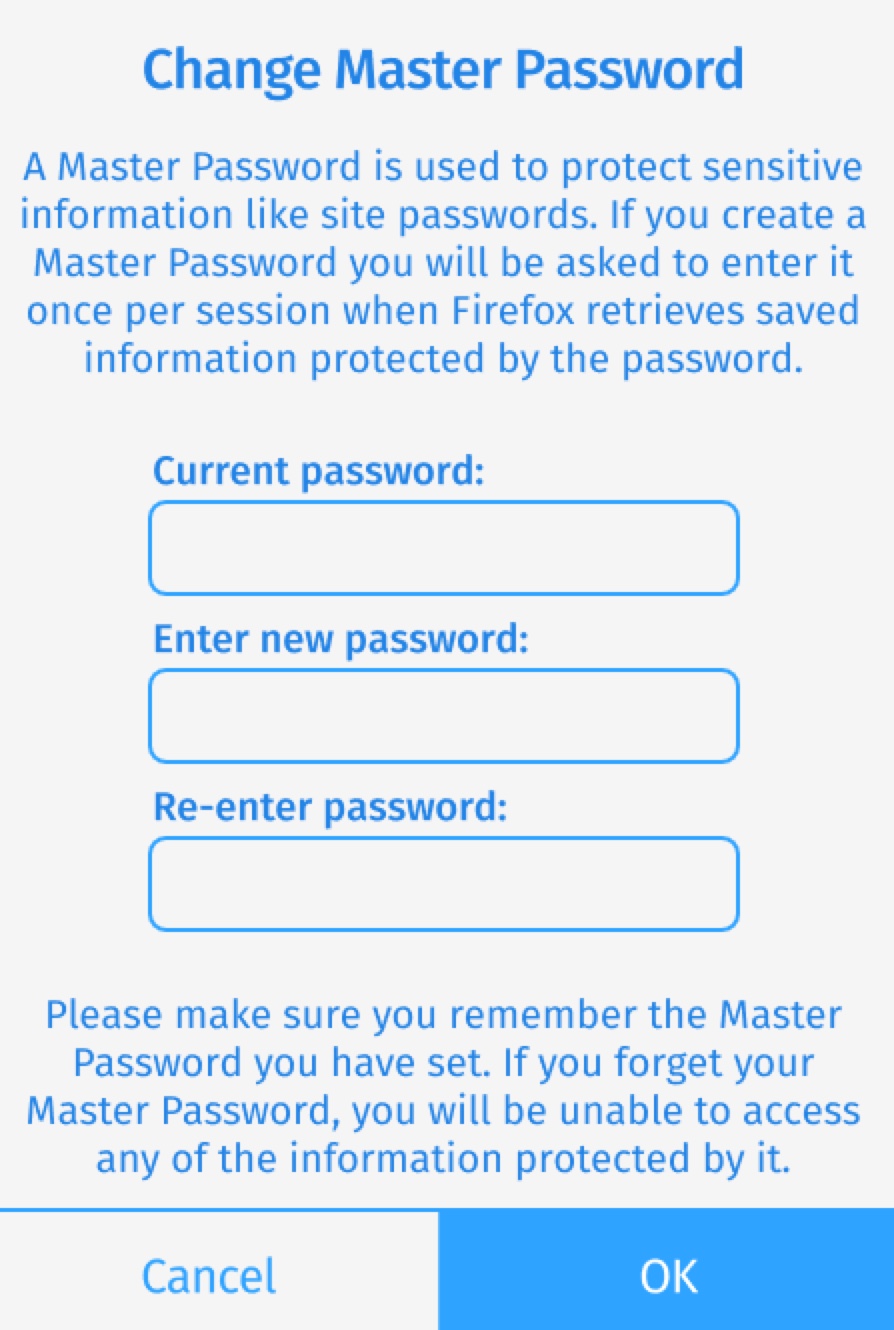 Change Master Password
A Master Password is used to protect sensitive
information like site passwords. If you create a
Master Password you will be asked to enter it
once per session when Firefox retrieves saved
information protected by the password.
Current password:
Enter new password:
Re-enter password:
Please make sure you remember the Master
Password you have set. If you forget your
Master Password, you will be unable to access
any of the information protected by it.
Cancel
OK